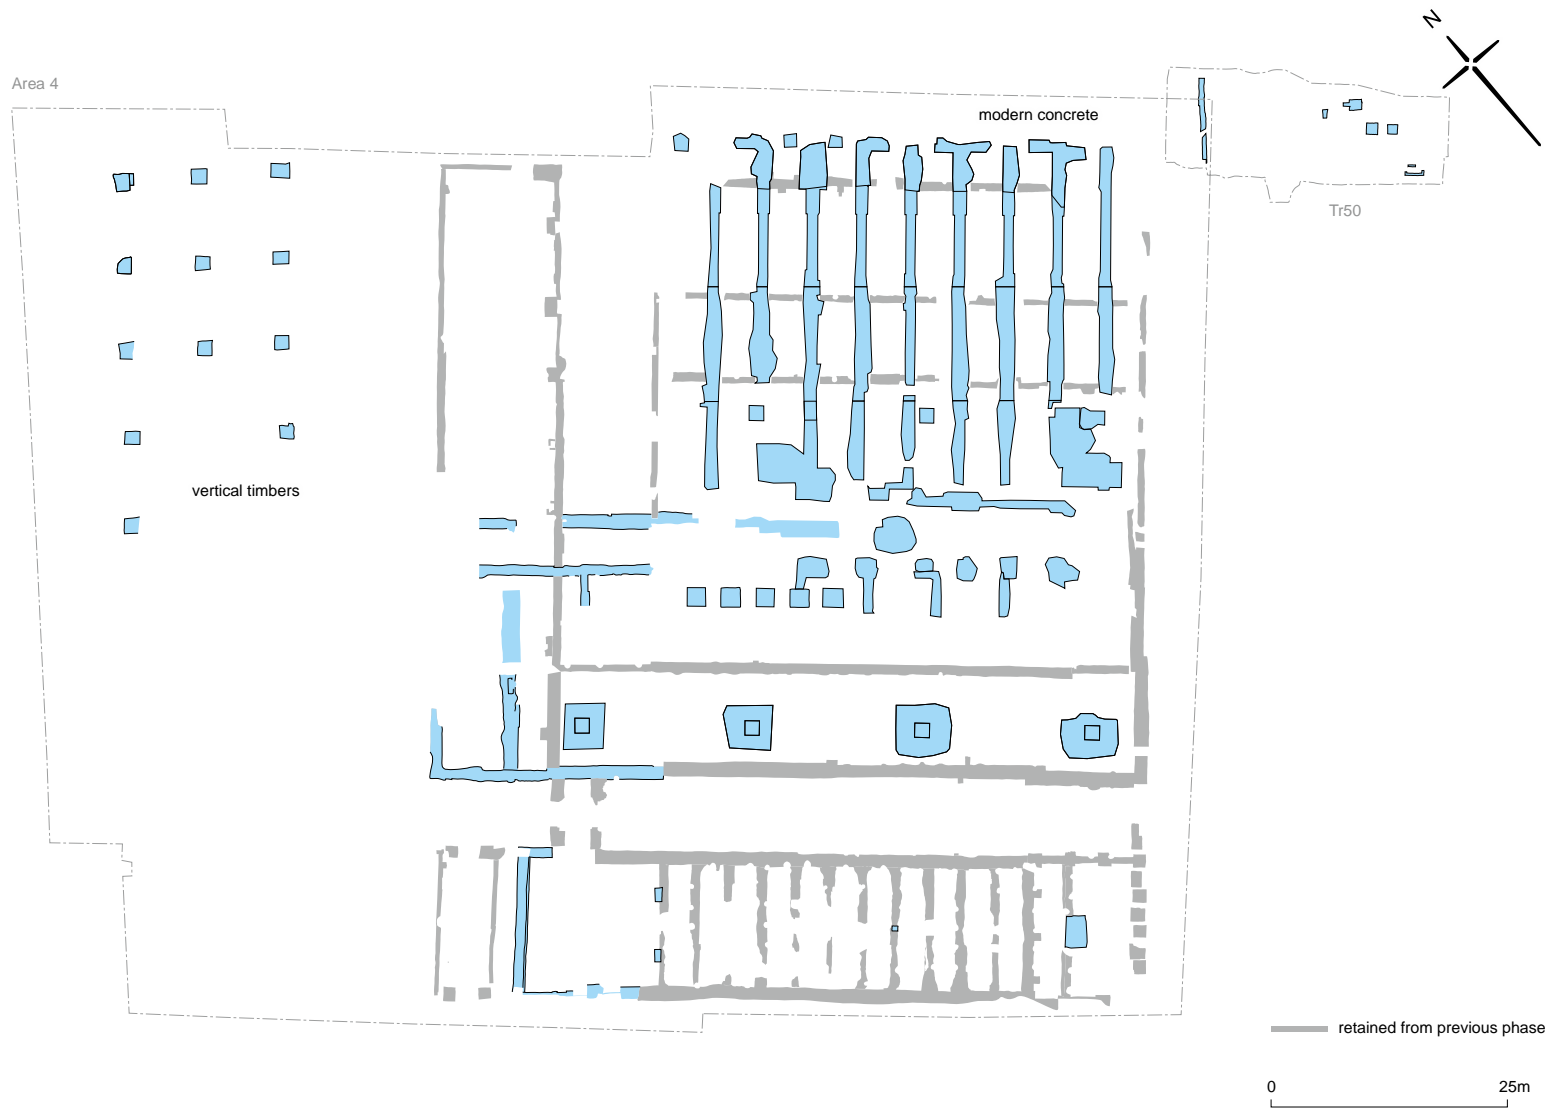 N
Area 4
modern concrete
Tr50
vertical timbers
retained from previous phase
0 25m